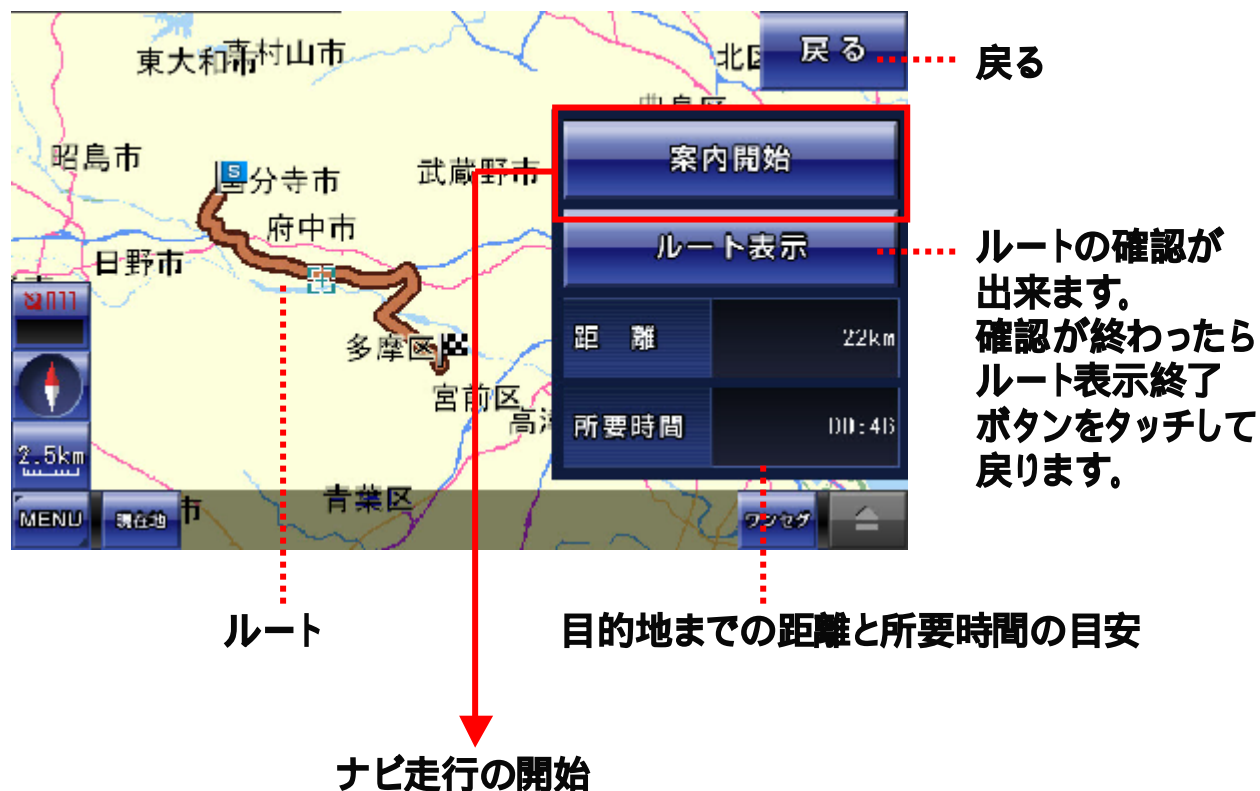 東大和市
東村山市
北区
戻る
戻る
昭島市
S
国分寺市
武蔵野市
案内開始
府中市
日野市
ルート表示
ルートの確認が
出来ます。
確認が終わったら
ルート表示終了
ボタンをタッチして
戻ります。
距離
22km
多摩区
宮前区
所要時間
00:46
2.5km
青葉区
MENU
現在地
市
ワンセグ
ルート
目的地までの距離と所要時間の目安
ナビ走行の開始